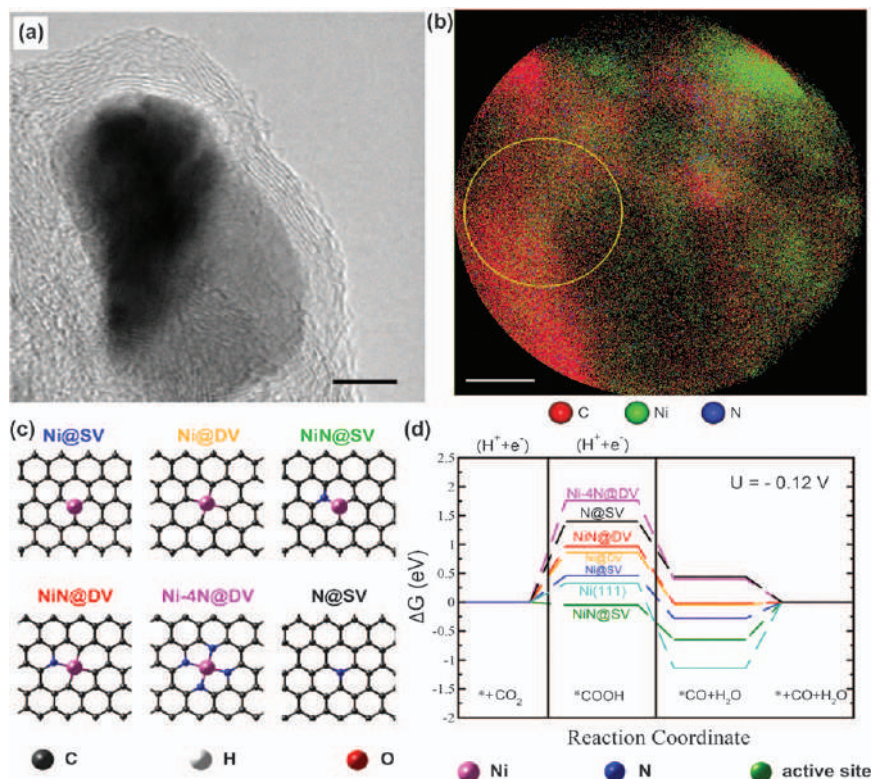 (a)
(b)
C Ni N
(c)
Ni@SV Ni@DV NiN@SV
NiN@DV Ni-4N@DV N@SV
C H O
(d)
(H⁺+e⁻) (H⁺+e⁻)
U = - 0.12 V
2.5
2
1.5
1
0.5
0
-0.5
-1
-1.5
-2
ΔG (eV)
Ni-4N@DV
N@SV
NiN@DV
Ni@DV
Ni@SV
Ni(111)
NiN@SV
*+CO₂ *COOH *CO+H₂O *+CO+H₂O
Reaction Coordinate
Ni N active site